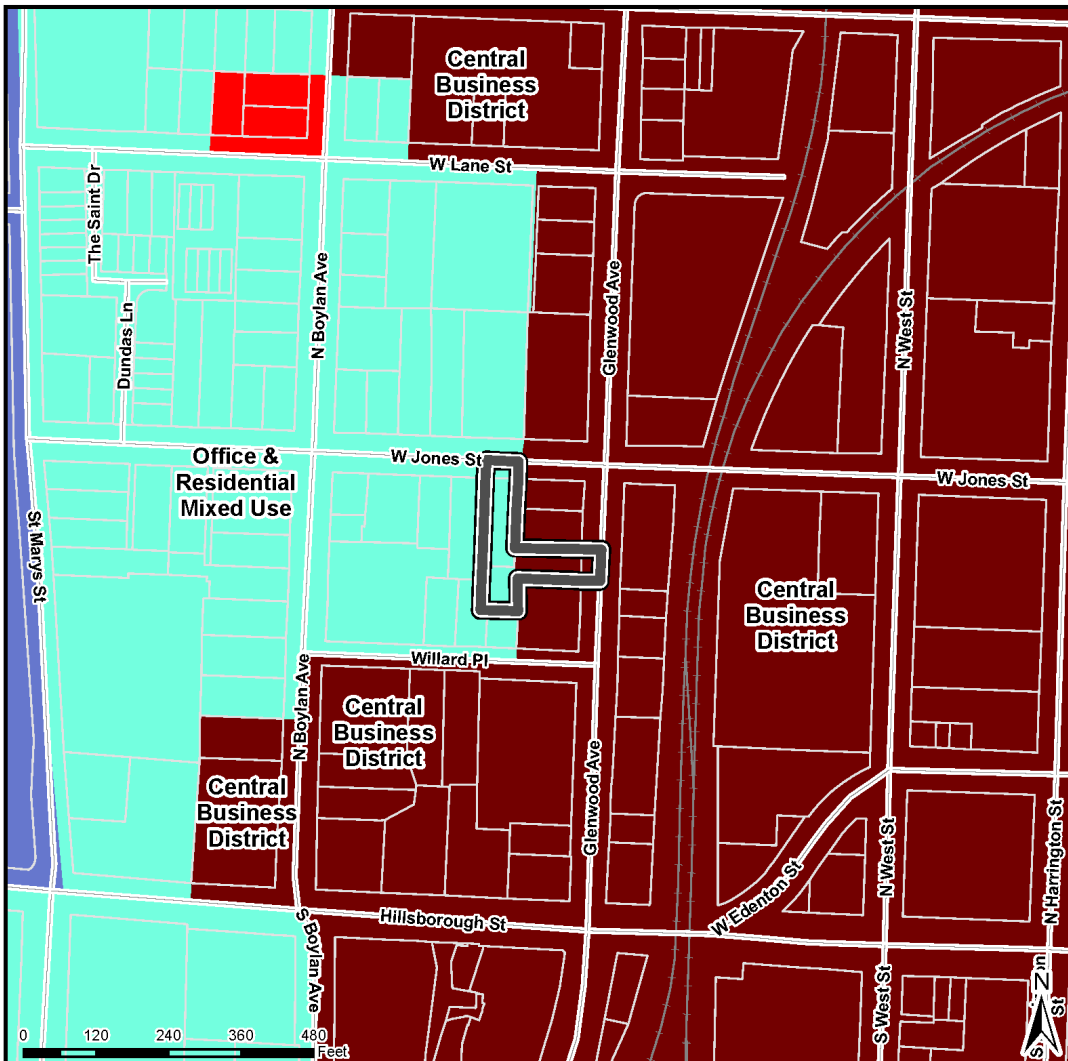 Central
Business
District
W Lane St
The Saint Dr
N Boylan Ave
Glenwood Ave
N West St
Dundas Ln
Office &
Residential
Mixed Use
W Jones St
W Jones St
St Marys St
Central
Business
District
Willard Pl
N Boylan Ave
Central
Business
District
Central
Business
District
Glenwood Ave
W Edenton St
N West St
N Harrington St
Hillsborough St
S Boylan Ave
S West St
St
N
0 120 240 360 480
Feet